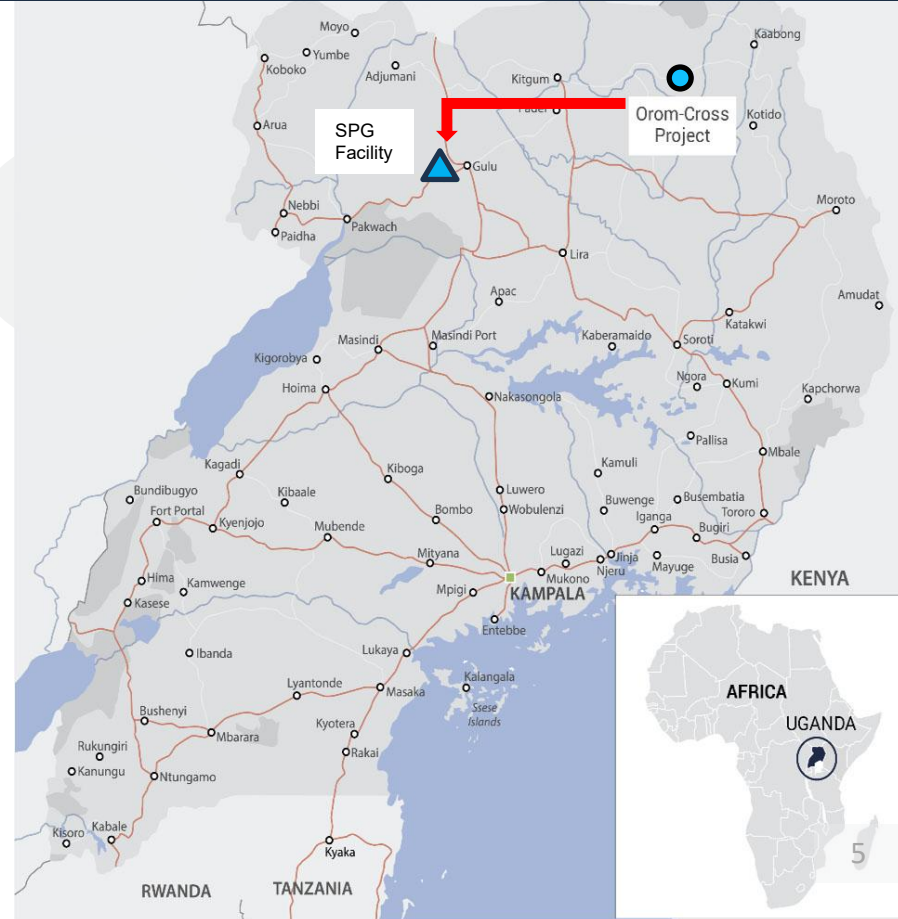 Moyo
Kaabong
Yumbe
Koboko
Adjumani
Kitgum
Pader
Orom-Cross
Project
Kotido
Arua
SPG
Facility
Gulu
Nebbi
Paidha
Pakwach
Moroto
Lira
Apac
Amudat
Katakwi
Masindi
Masindi Port
Kaberamaido
Soroti
Kigorobya
Hoima
Ngora
Kumi
Kapchorwa
Nakasongola
Pallisa
Mbale
Kagadi
Kiboga
Kamuli
Bundibugyo
Kibaale
Luwero
Buwenge
Busembatia
Fort Portal
Kyenjojo
Mubende
Bombo
Wobulenzi
Iganga
Tororo
Bugiri
Mityana
Lugazi
Jinja
Busia
Hima
Kamwenge
Mpigi
KAMPALA
Mukono
Njeru
Mayuge
KENYA
Kasese
Entebbe
Ibanda
Lukaya
Kalangala
Lyantonde
Masaka
Ssese
Islands
Bushenyi
Mbarara
Kyotera
Rakai
Rukungiri
Kanungu
Ntungamo
Kisoro
Kabale
Kyaka
RWANDA
TANZANIA
AFRICA
UGANDA
5